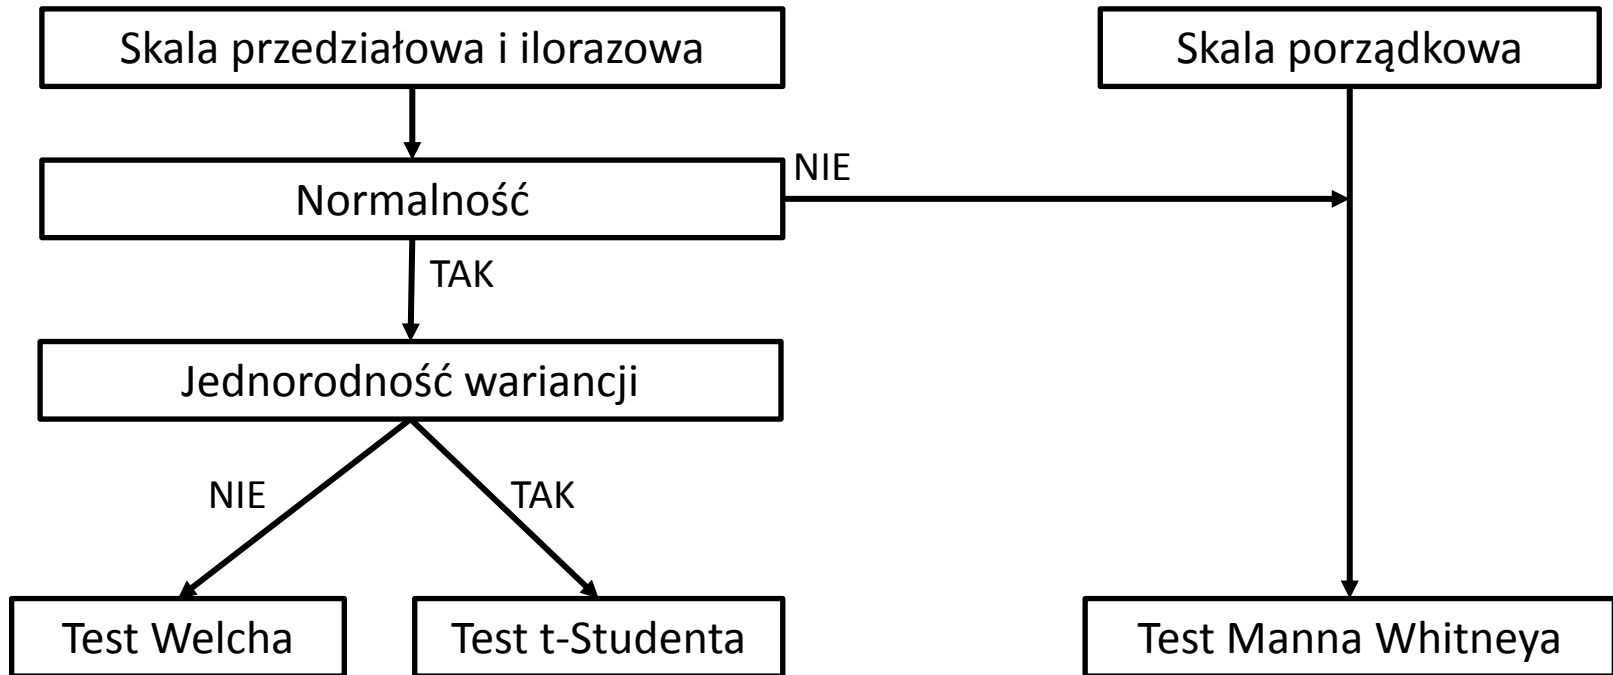 Skala przedziałowa i ilorazowa
Skala porządkowa
NIE
Normalność
TAK
Jednorodność wariancji
NIE
TAK
Test Welcha
Test t-Studenta
Test Manna Whitneya